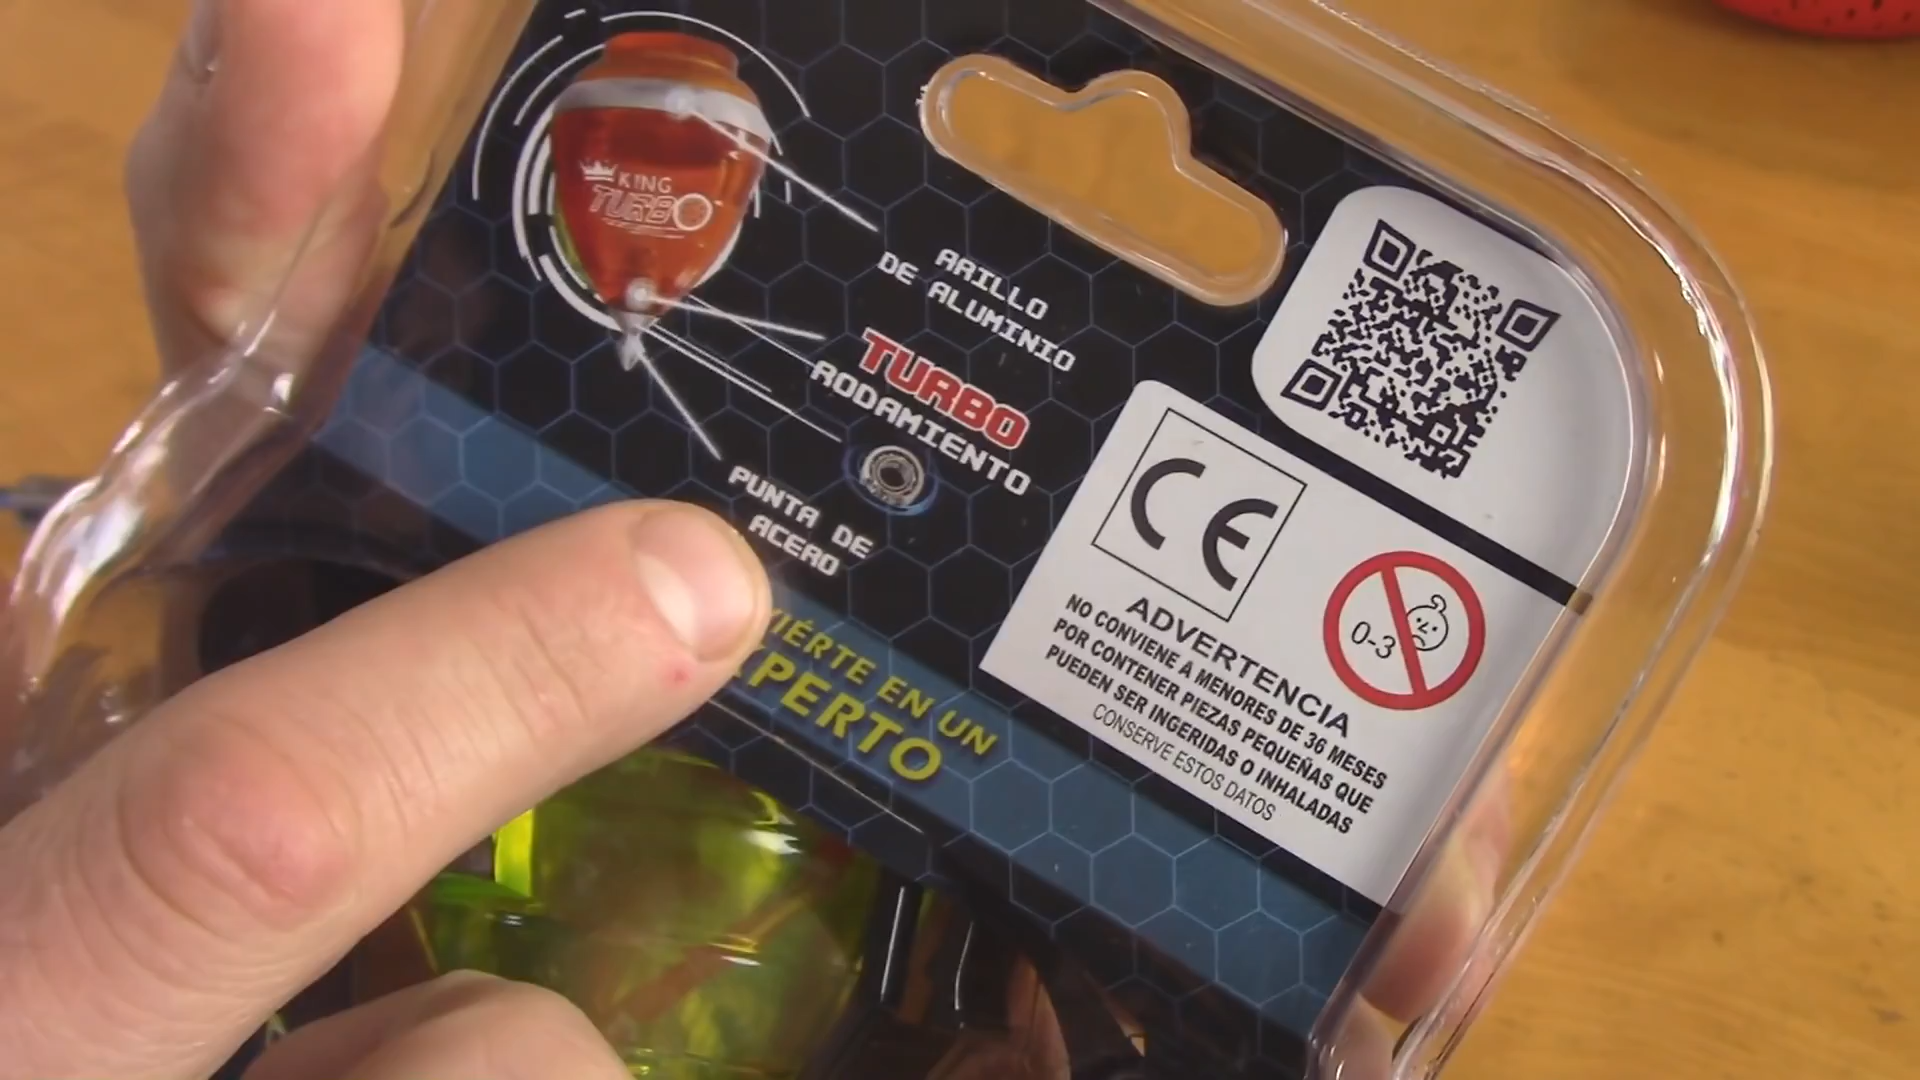 KING
TURBO
ARILLO
DE ALUMINIO
TURBO
RODAMIENTO
PUNTA DE
ACERO
EN UN
CE
ADVERTENCIA
NO CONVIENE A MENORES DE 36 MESES
POR CONTENER PIEZAS PEQUEÑAS QUE
PUEDEN SER INGERIDAS O INHALADAS
CONSERVE ESTOS DATOS
0-3